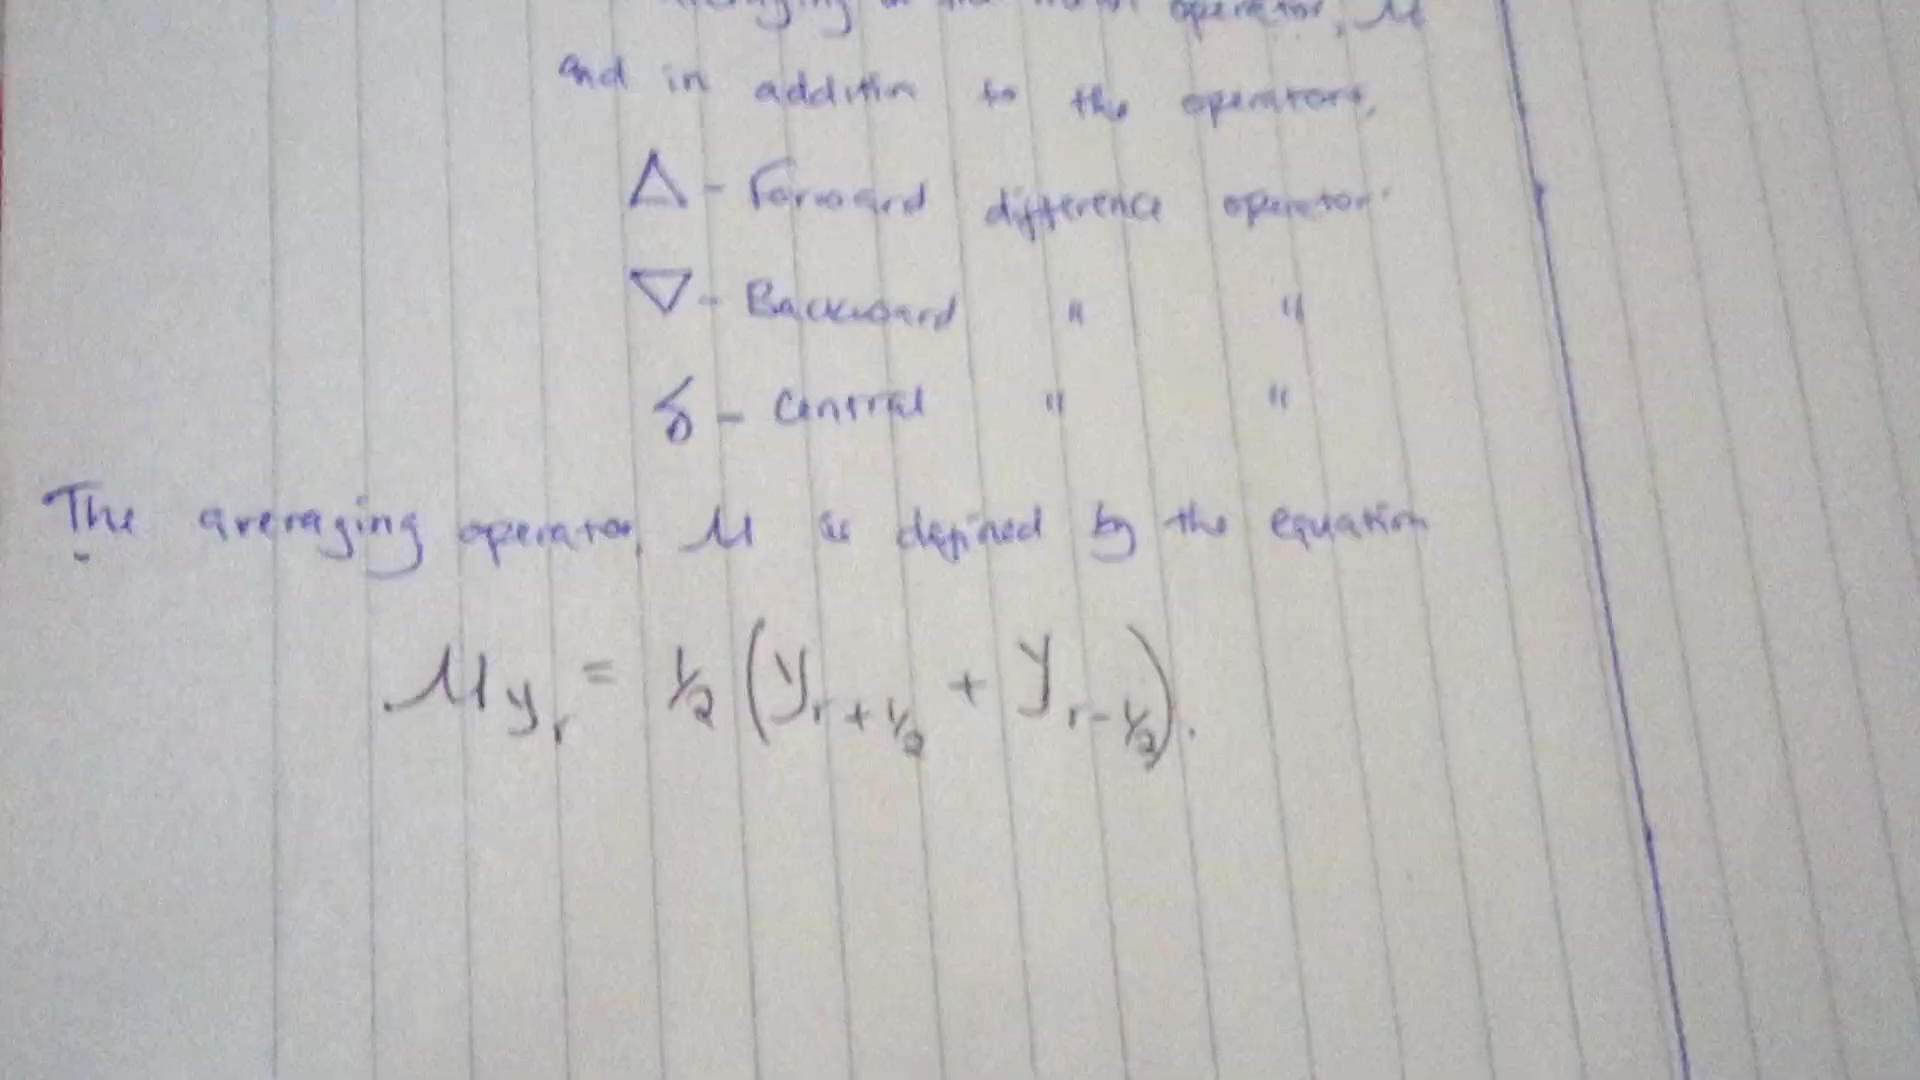 operator, μ
and in addition to the operators,
Δ - Forward difference operator.
∇ - Backward " "
δ - Central " "
The averaging operator, μ is defined by the equation
μy_r = 1/2 (y_{r+1/2} + y_{r-1/2}).